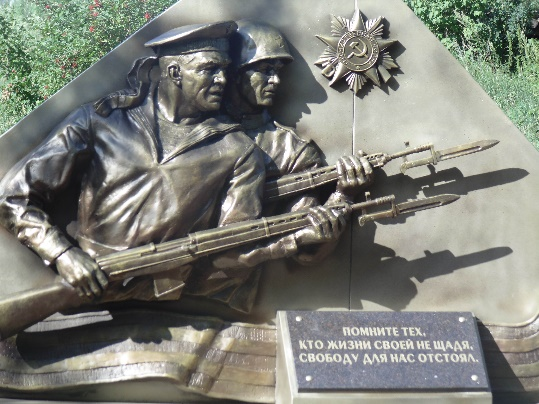 ПОМНИТЕ ТЕХ,
КТО ЖИЗНИ СВОЕЙ НЕ ЩАДЯ,
СВОБОДУ ДЛЯ НАС ОТСТОЯЛ.